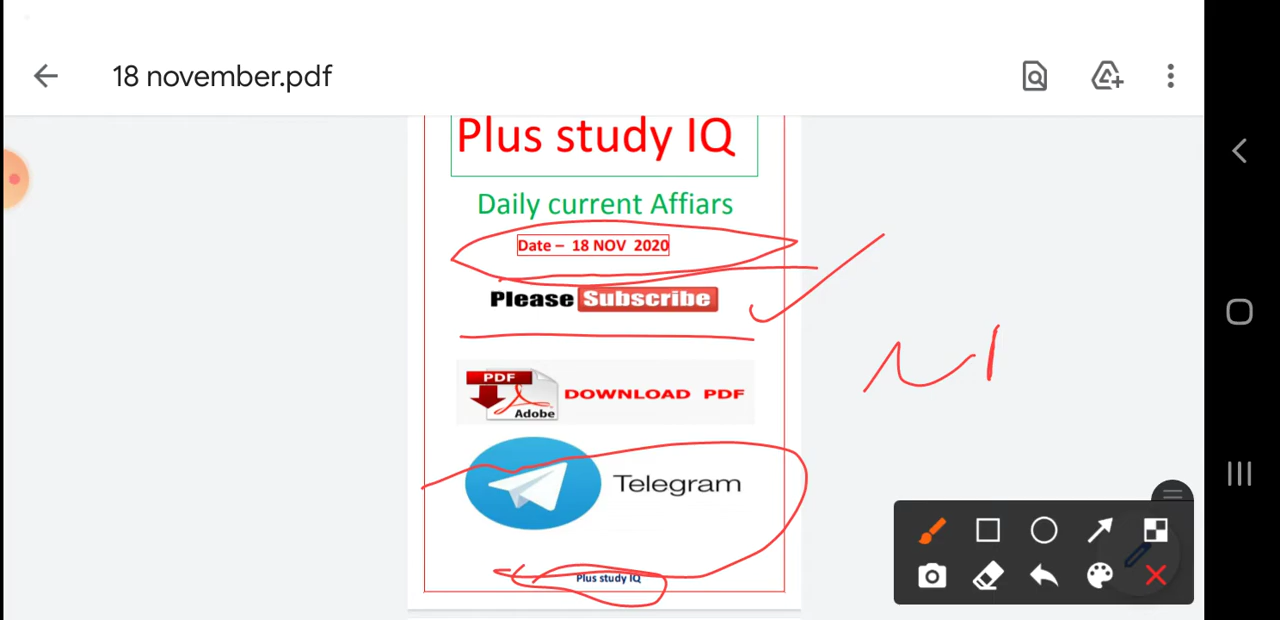 18 november.pdf
Plus study IQ
Daily current Affiars
Date – 18 NOV 2020
Please Subscribe
PDF
Adobe
DOWNLOAD PDF
Telegram
Plus study IQ